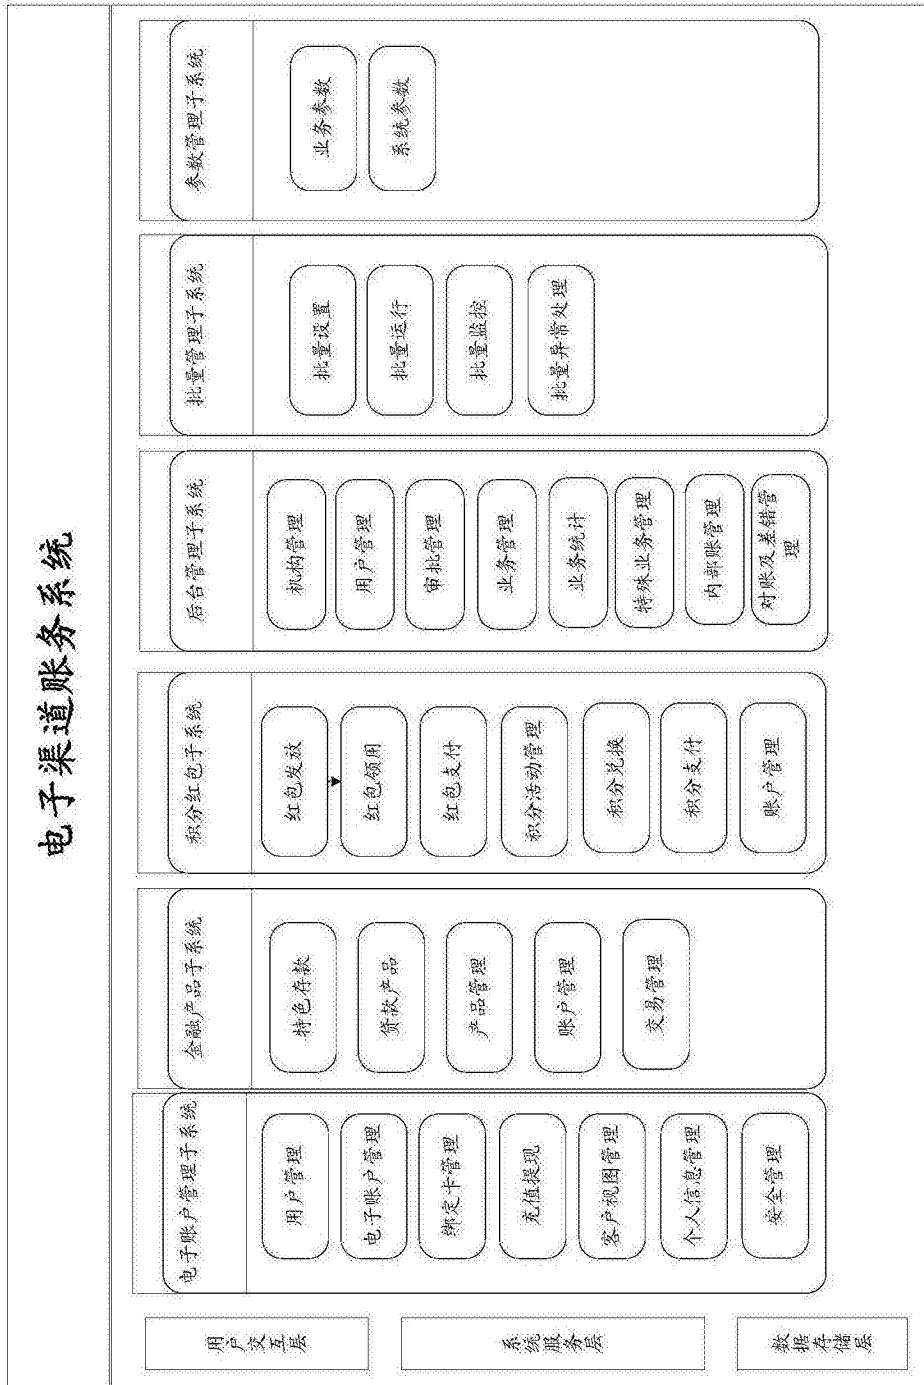 电子渠道账务系统
用户交互层
系统服务层
数据存储层
电子账户管理子系统
用户管理
电子账户管理
绑定卡管理
充值提现
客户视图管理
个人信息管理
安全管理
金融产品子系统
特色存款
贷款产品
产品管理
账户管理
交易管理
积分红包子系统
红包发放
红包领用
红包支付
积分活动管理
积分兑换
积分支付
账户管理
后台管理子系统
机构管理
用户管理
审批管理
业务管理
业务统计
特殊业务管理
内部账管理
对账及差错管
理
批量管理子系统
批量设置
批量运行
批量监控
批量异常处理
参数管理子系统
业务参数
系统参数